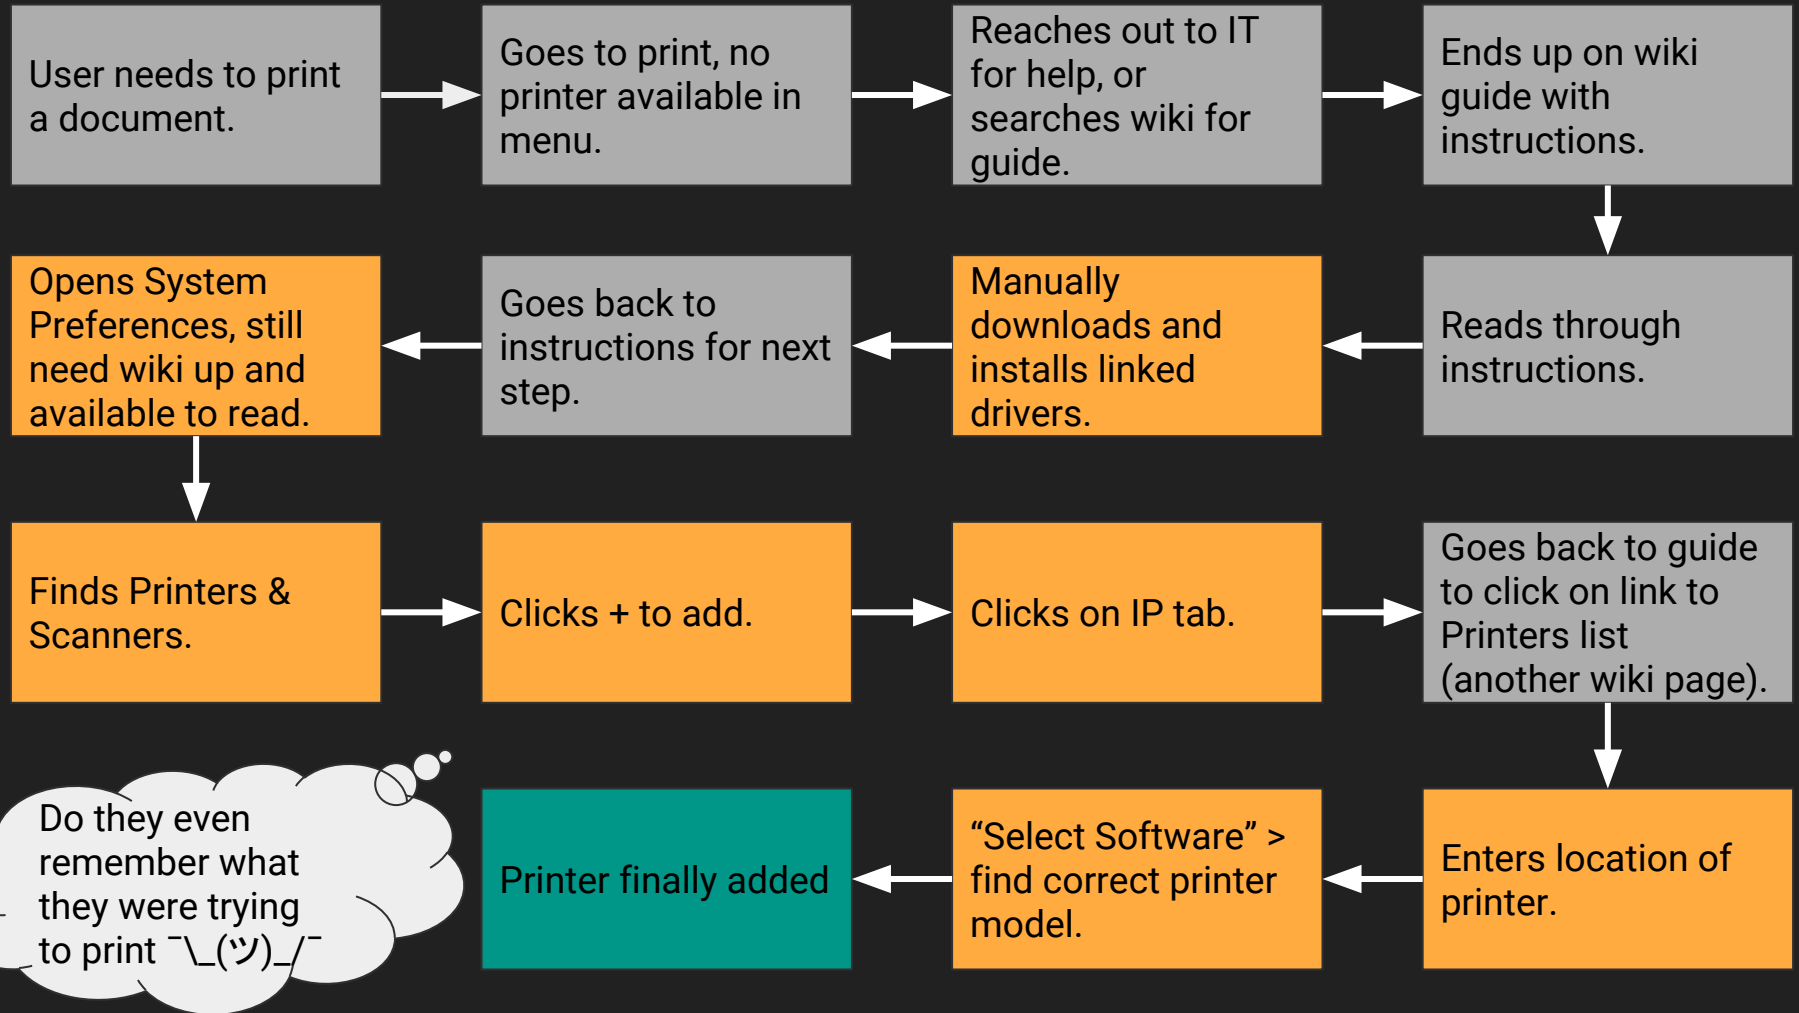 User needs to print
a document.
Goes to print, no
printer available in
menu.
Reaches out to IT
for help, or
searches wiki for
guide.
Ends up on wiki
guide with
instructions.
Reads through
instructions.
Manually
downloads and
installs linked
drivers.
Goes back to
instructions for next
step.
Opens System
Preferences, still
need wiki up and
available to read.
Finds Printers &
Scanners.
Clicks + to add.
Clicks on IP tab.
Goes back to guide
to click on link to
Printers list
(another wiki page).
Enters location of
printer.
“Select Software” >
find correct printer
model.
Printer finally added
Do they even
remember what
they were trying
to print ¯\_(ツ)_/¯